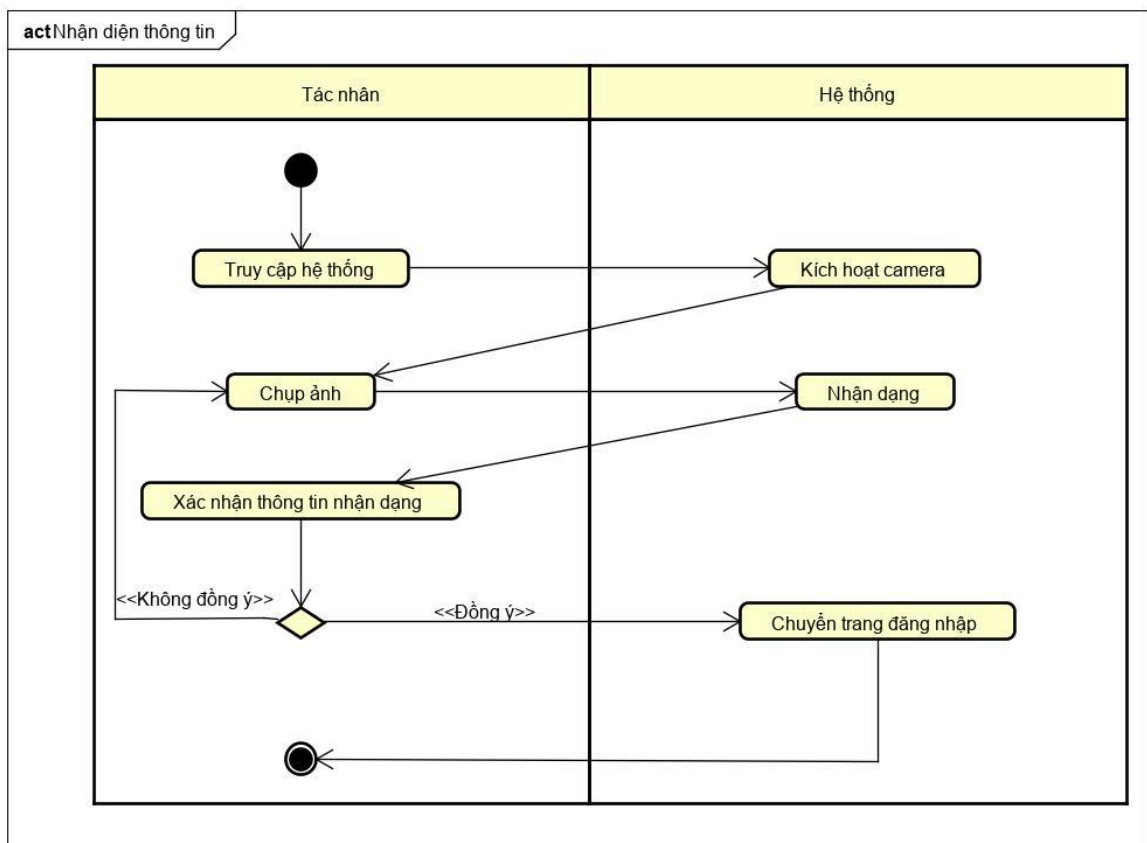 act Nhận diện thông tin
Tác nhân
Hệ thống
Truy cập hệ thống
Kích hoạt camera
Chụp ảnh
Nhận dạng
Xác nhận thông tin nhận dạng
<<Không đồng ý>>
<<Đồng ý>>
Chuyển trang đăng nhập